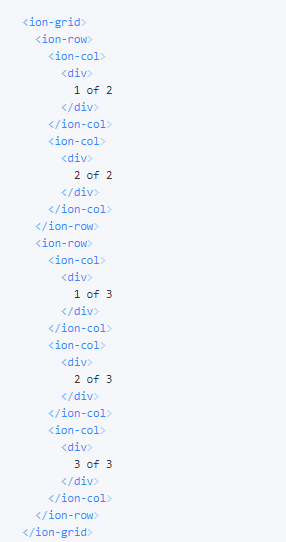 <ion-grid>
  <ion-row>
    <ion-col>
      <div>
        1 of 2
      </div>
    </ion-col>
    <ion-col>
      <div>
        2 of 2
      </div>
    </ion-col>
  </ion-row>
  <ion-row>
    <ion-col>
      <div>
        1 of 3
      </div>
    </ion-col>
    <ion-col>
      <div>
        2 of 3
      </div>
    </ion-col>
    <ion-col>
      <div>
        3 of 3
      </div>
    </ion-col>
  </ion-row>
</ion-grid>